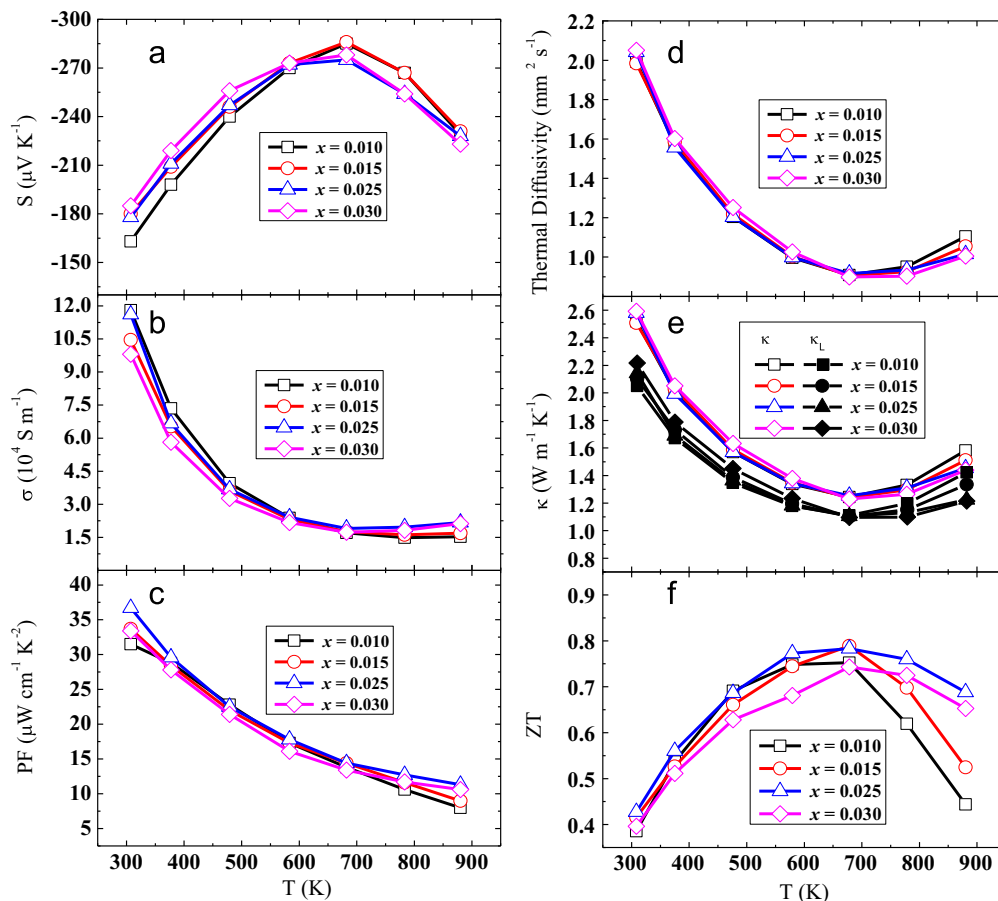 a
-300
-270
-240
-210
-180
-150
S (μV K⁻¹)
x = 0.010
x = 0.015
x = 0.025
x = 0.030
b
12.0
10.5
9.0
7.5
6.0
4.5
3.0
1.5
σ (10⁴ S m⁻¹)
x = 0.010
x = 0.015
x = 0.025
x = 0.030
c
40
35
30
25
20
15
10
5
PF (μW cm⁻¹ K⁻²)
x = 0.010
x = 0.015
x = 0.025
x = 0.030
300 400 500 600 700 800 900
T (K)
d
2.2
2.0
1.8
1.6
1.4
1.2
1.0
Thermal Diffusivity (mm² s⁻¹)
x = 0.010
x = 0.015
x = 0.025
x = 0.030
e
2.6
2.4
2.2
2.0
1.8
1.6
1.4
1.2
1.0
0.8
κ (W m⁻¹ K⁻¹)
κ κL
x = 0.010
x = 0.015
x = 0.025
x = 0.030
f
0.9
0.8
0.7
0.6
0.5
0.4
ZT
x = 0.010
x = 0.015
x = 0.025
x = 0.030
300 400 500 600 700 800 900
T (K)